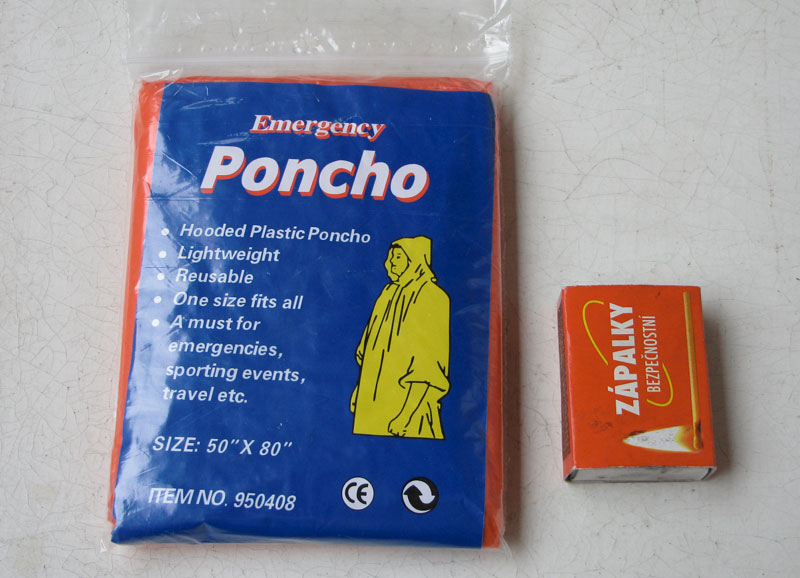 Emergency
Poncho
• Hooded Plastic Poncho
• Lightweight
• Reusable
• One size fits all
• A must for
emergencies,
sporting events,
travel etc.
SIZE: 50" X 80"
ITEM NO. 950408
CE
ZÁPALKY
BEZPEČNOSTNÍ